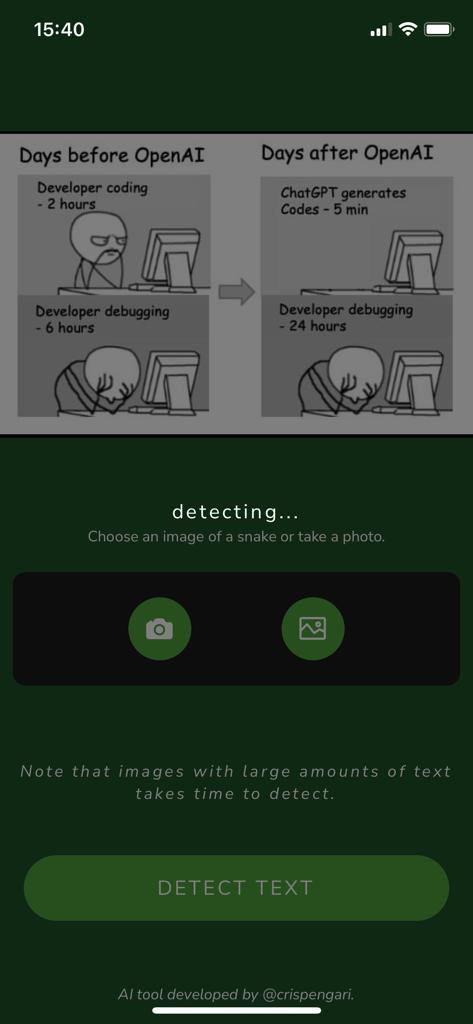 15:40
Days before OpenAI
Developer coding
- 2 hours
Developer debugging
- 6 hours
Days after OpenAI
ChatGPT generates
Codes – 5 min
Developer debugging
- 24 hours
detecting...
Choose an image of a snake or take a photo.
Note that images with large amounts of text
takes time to detect.
DETECT TEXT
AI tool developed by @crispengari.